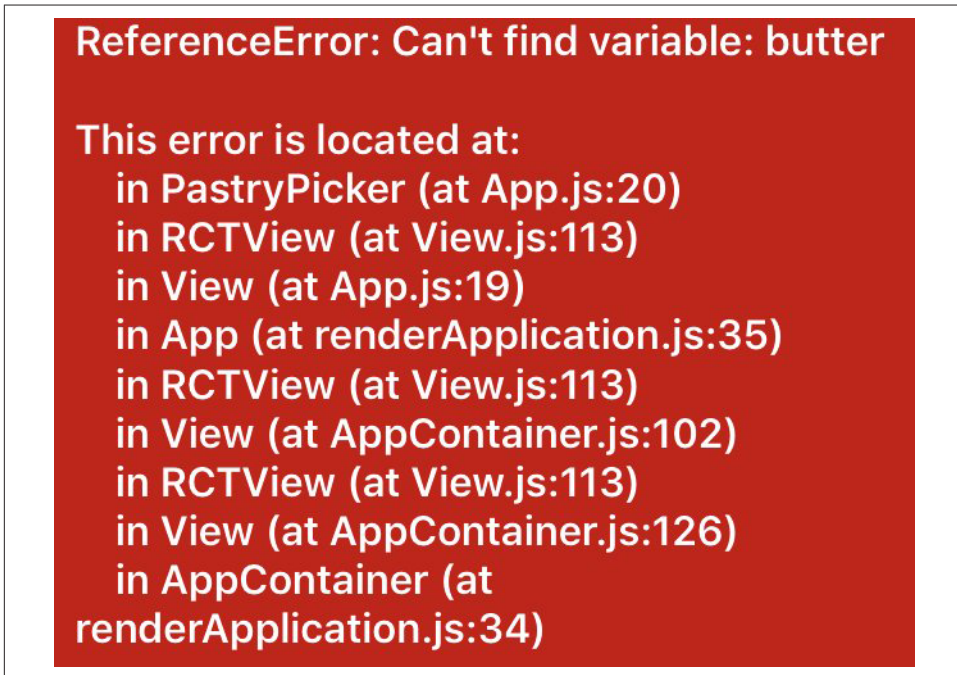 ReferenceError: Can't find variable: butter
This error is located at:
in PastryPicker (at App.js:20)
in RCTView (at View.js:113)
in View (at App.js:19)
in App (at renderApplication.js:35)
in RCTView (at View.js:113)
in View (at AppContainer.js:102)
in RCTView (at View.js:113)
in View (at AppContainer.js:126)
in AppContainer (at
renderApplication.js:34)